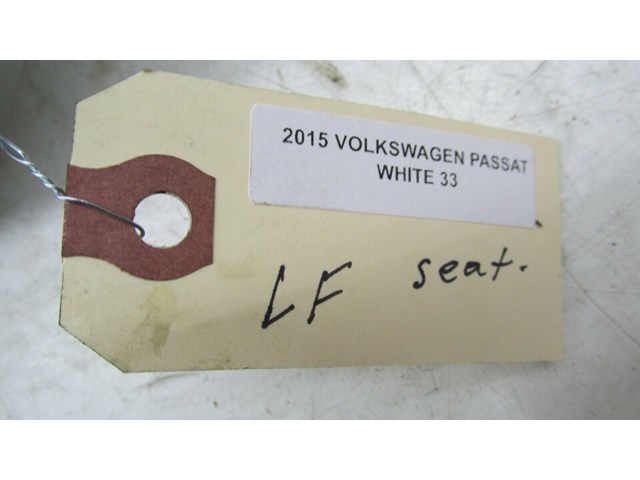 2015 VOLKSWAGEN PASSAT
WHITE 33
LF seat.